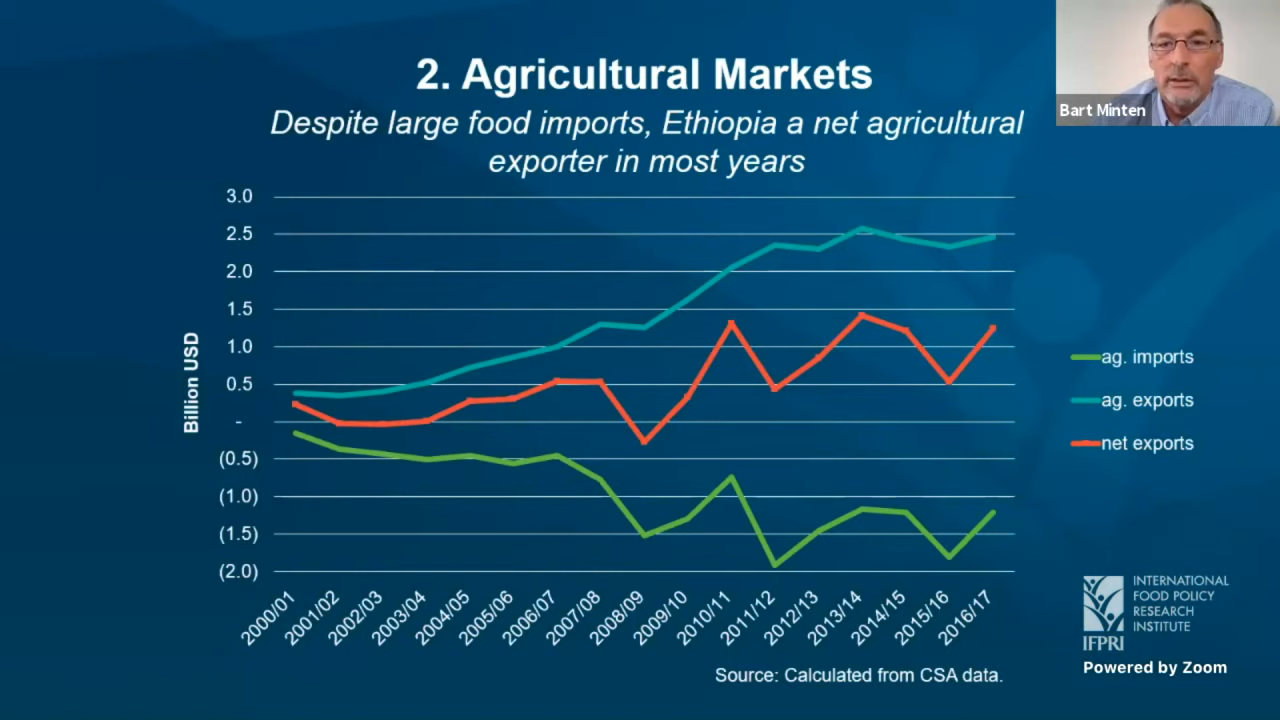 2. Agricultural Markets
Despite large food imports, Ethiopia a net agricultural
exporter in most years
Bart Minten
3.0
2.5
2.0
1.5
1.0
0.5
-
(0.5)
(1.0)
(1.5)
(2.0)
Billion USD
2000/01
2001/02
2002/03
2003/04
2004/05
2005/06
2006/07
2007/08
2008/09
2009/10
2010/11
2011/12
2012/13
2013/14
2014/15
2015/16
2016/17
ag. imports
ag. exports
net exports
Source: Calculated from CSA data.
INTERNATIONAL
FOOD POLICY
RESEARCH
INSTITUTE
IFPRI
Powered by Zoom